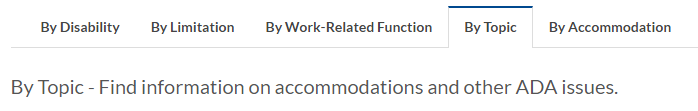 By Disability By Limitation By Work-Related Function By Topic By Accommodation
By Topic - Find information on accommodations and other ADA issues.